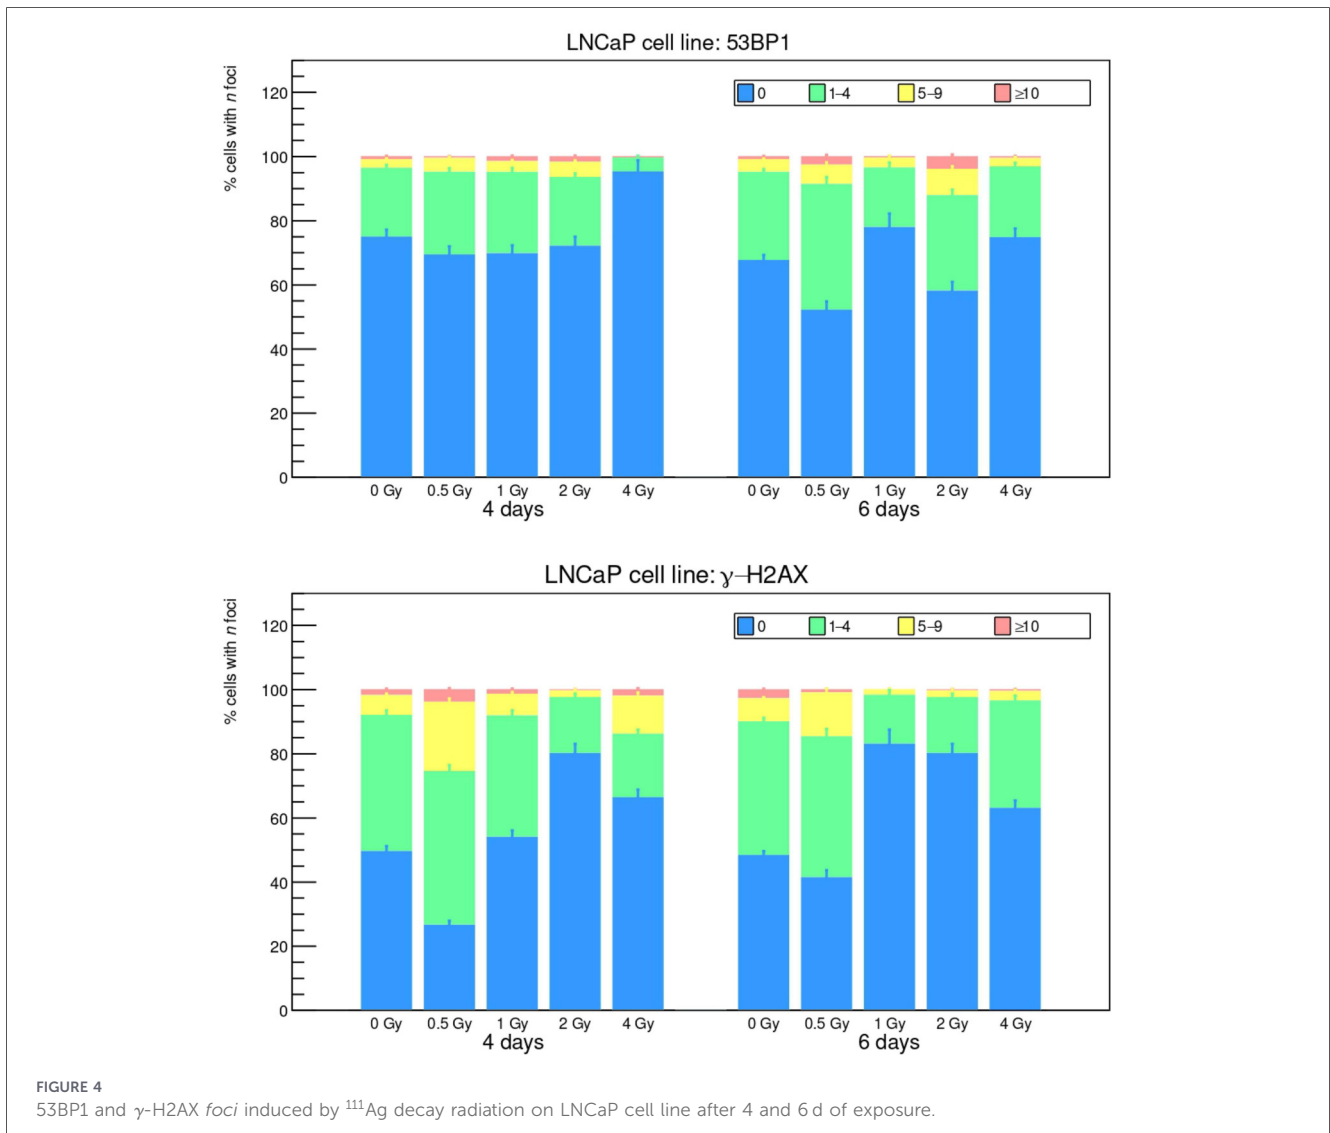 LNCaP cell line: 53BP1
% cells with n foci
0 1–4 5–9 ≥10
120
100
80
60
40
20
0
0 Gy 0.5 Gy 1 Gy 2 Gy 4 Gy 0 Gy 0.5 Gy 1 Gy 2 Gy 4 Gy
4 days 6 days
LNCaP cell line: γ–H2AX
% cells with n foci
0 1–4 5–9 ≥10
120
100
80
60
40
20
0
0 Gy 0.5 Gy 1 Gy 2 Gy 4 Gy 0 Gy 0.5 Gy 1 Gy 2 Gy 4 Gy
4 days 6 days
FIGURE 4
53BP1 and γ-H2AX foci induced by ¹¹¹Ag decay radiation on LNCaP cell line after 4 and 6 d of exposure.